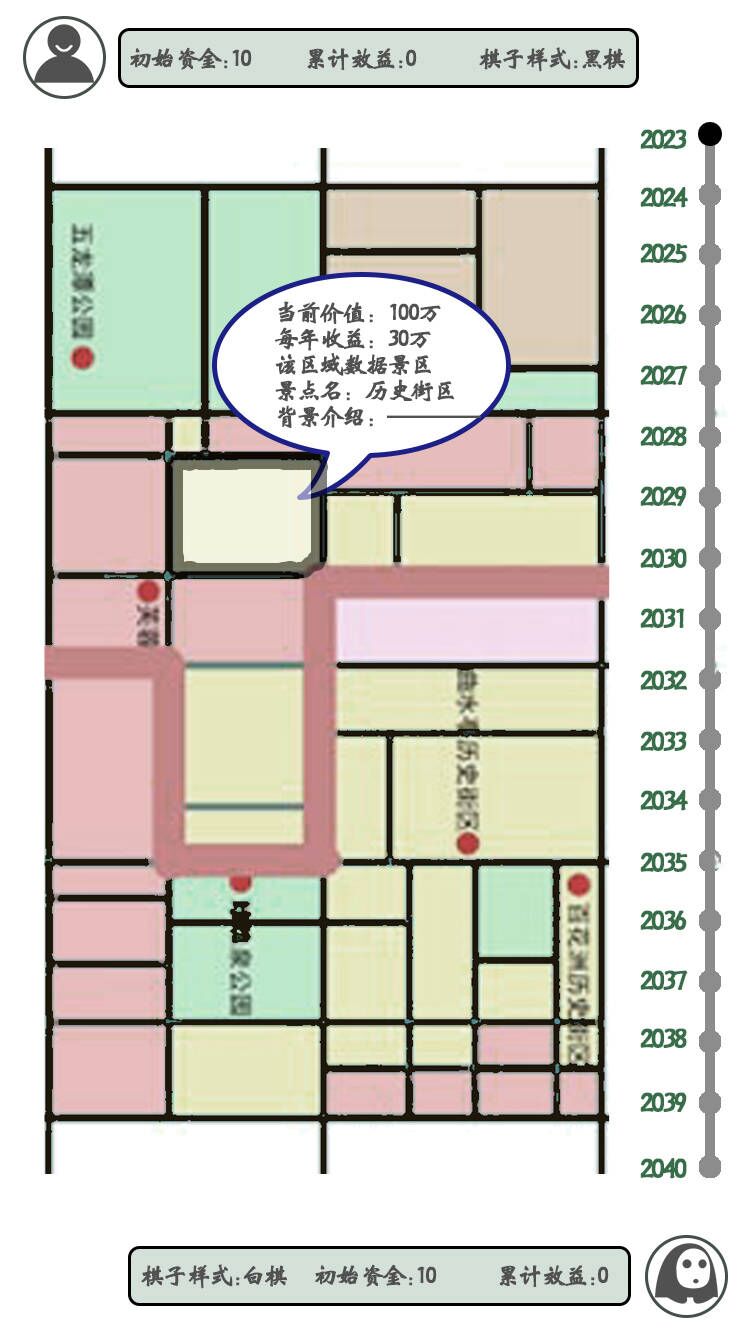 初始资金:10 累计效益:0 棋子样式:黑棋
2023
2024
2025
2026
2027
2028
2029
2030
2031
2032
2033
2034
2035
2036
2037
2038
2039
2040
五龙潭公园
当前价值：100万
每年收益：30万
该区域数据景区
景点名：历史街区
背景介绍：
芙蓉
曲水亭历史街区
泉公园
百花洲历史街区
棋子样式:白棋 初始资金:10 累计效益:0